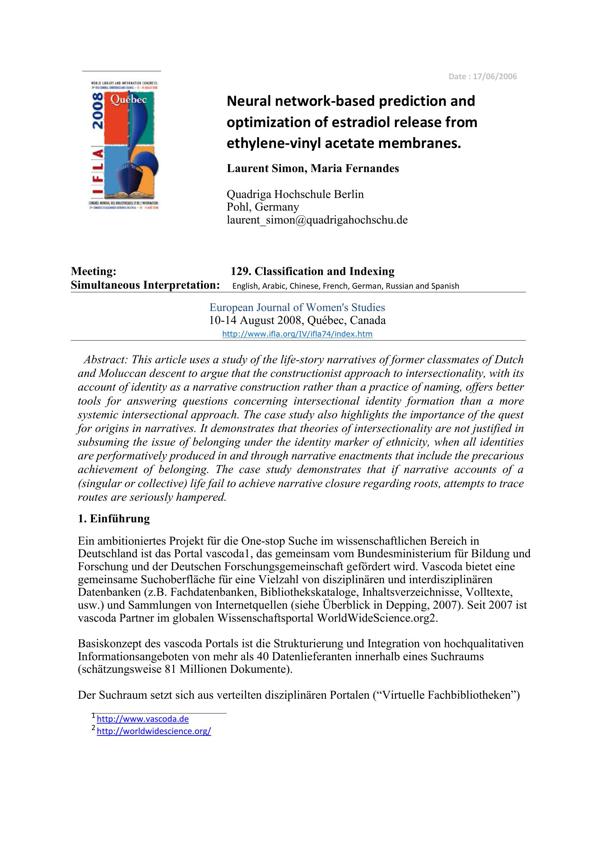 Date : 17/06/2006
WORLD LIBRARY AND INFORMATION CONGRESS:
2008
Québec
IFLA
Neural network-based prediction and
optimization of estradiol release from
ethylene-vinyl acetate membranes.
Laurent Simon, Maria Fernandes
Quadriga Hochschule Berlin
Pohl, Germany
laurent_simon@quadrigahochschu.de
Meeting: 129. Classification and Indexing
Simultaneous Interpretation: English, Arabic, Chinese, French, German, Russian and Spanish
European Journal of Women's Studies
10-14 August 2008, Québec, Canada
http://www.ifla.org/IV/ifla74/index.htm
Abstract: This article uses a study of the life-story narratives of former classmates of Dutch
and Moluccan descent to argue that the constructionist approach to intersectionality, with its
account of identity as a narrative construction rather than a practice of naming, offers better
tools for answering questions concerning intersectional identity formation than a more
systemic intersectional approach. The case study also highlights the importance of the quest
for origins in narratives. It demonstrates that theories of intersectionality are not justified in
subsuming the issue of belonging under the identity marker of ethnicity, when all identities
are performatively produced in and through narrative enactments that include the precarious
achievement of belonging. The case study demonstrates that if narrative accounts of a
(singular or collective) life fail to achieve narrative closure regarding roots, attempts to trace
routes are seriously hampered.
1. Einführung
Ein ambitioniertes Projekt für die One-stop Suche im wissenschaftlichen Bereich in
Deutschland ist das Portal vascoda1, das gemeinsam vom Bundesministerium für Bildung und
Forschung und der Deutschen Forschungsgemeinschaft gefördert wird. Vascoda bietet eine
gemeinsame Suchoberfläche für eine Vielzahl von disziplinären und interdisziplinären
Datenbanken (z.B. Fachdatenbanken, Bibliothekskataloge, Inhaltsverzeichnisse, Volltexte,
usw.) und Sammlungen von Internetquellen (siehe Überblick in Depping, 2007). Seit 2007 ist
vascoda Partner im globalen Wissenschaftsportal WorldWideScience.org2.
Basiskonzept des vascoda Portals ist die Strukturierung und Integration von hochqualitativen
Informationsangeboten von mehr als 40 Datenlieferanten innerhalb eines Suchraums
(schätzungsweise 81 Millionen Dokumente).
Der Suchraum setzt sich aus verteilten disziplinären Portalen (“Virtuelle Fachbibliotheken”)
1 http://www.vascoda.de
2 http://worldwidescience.org/